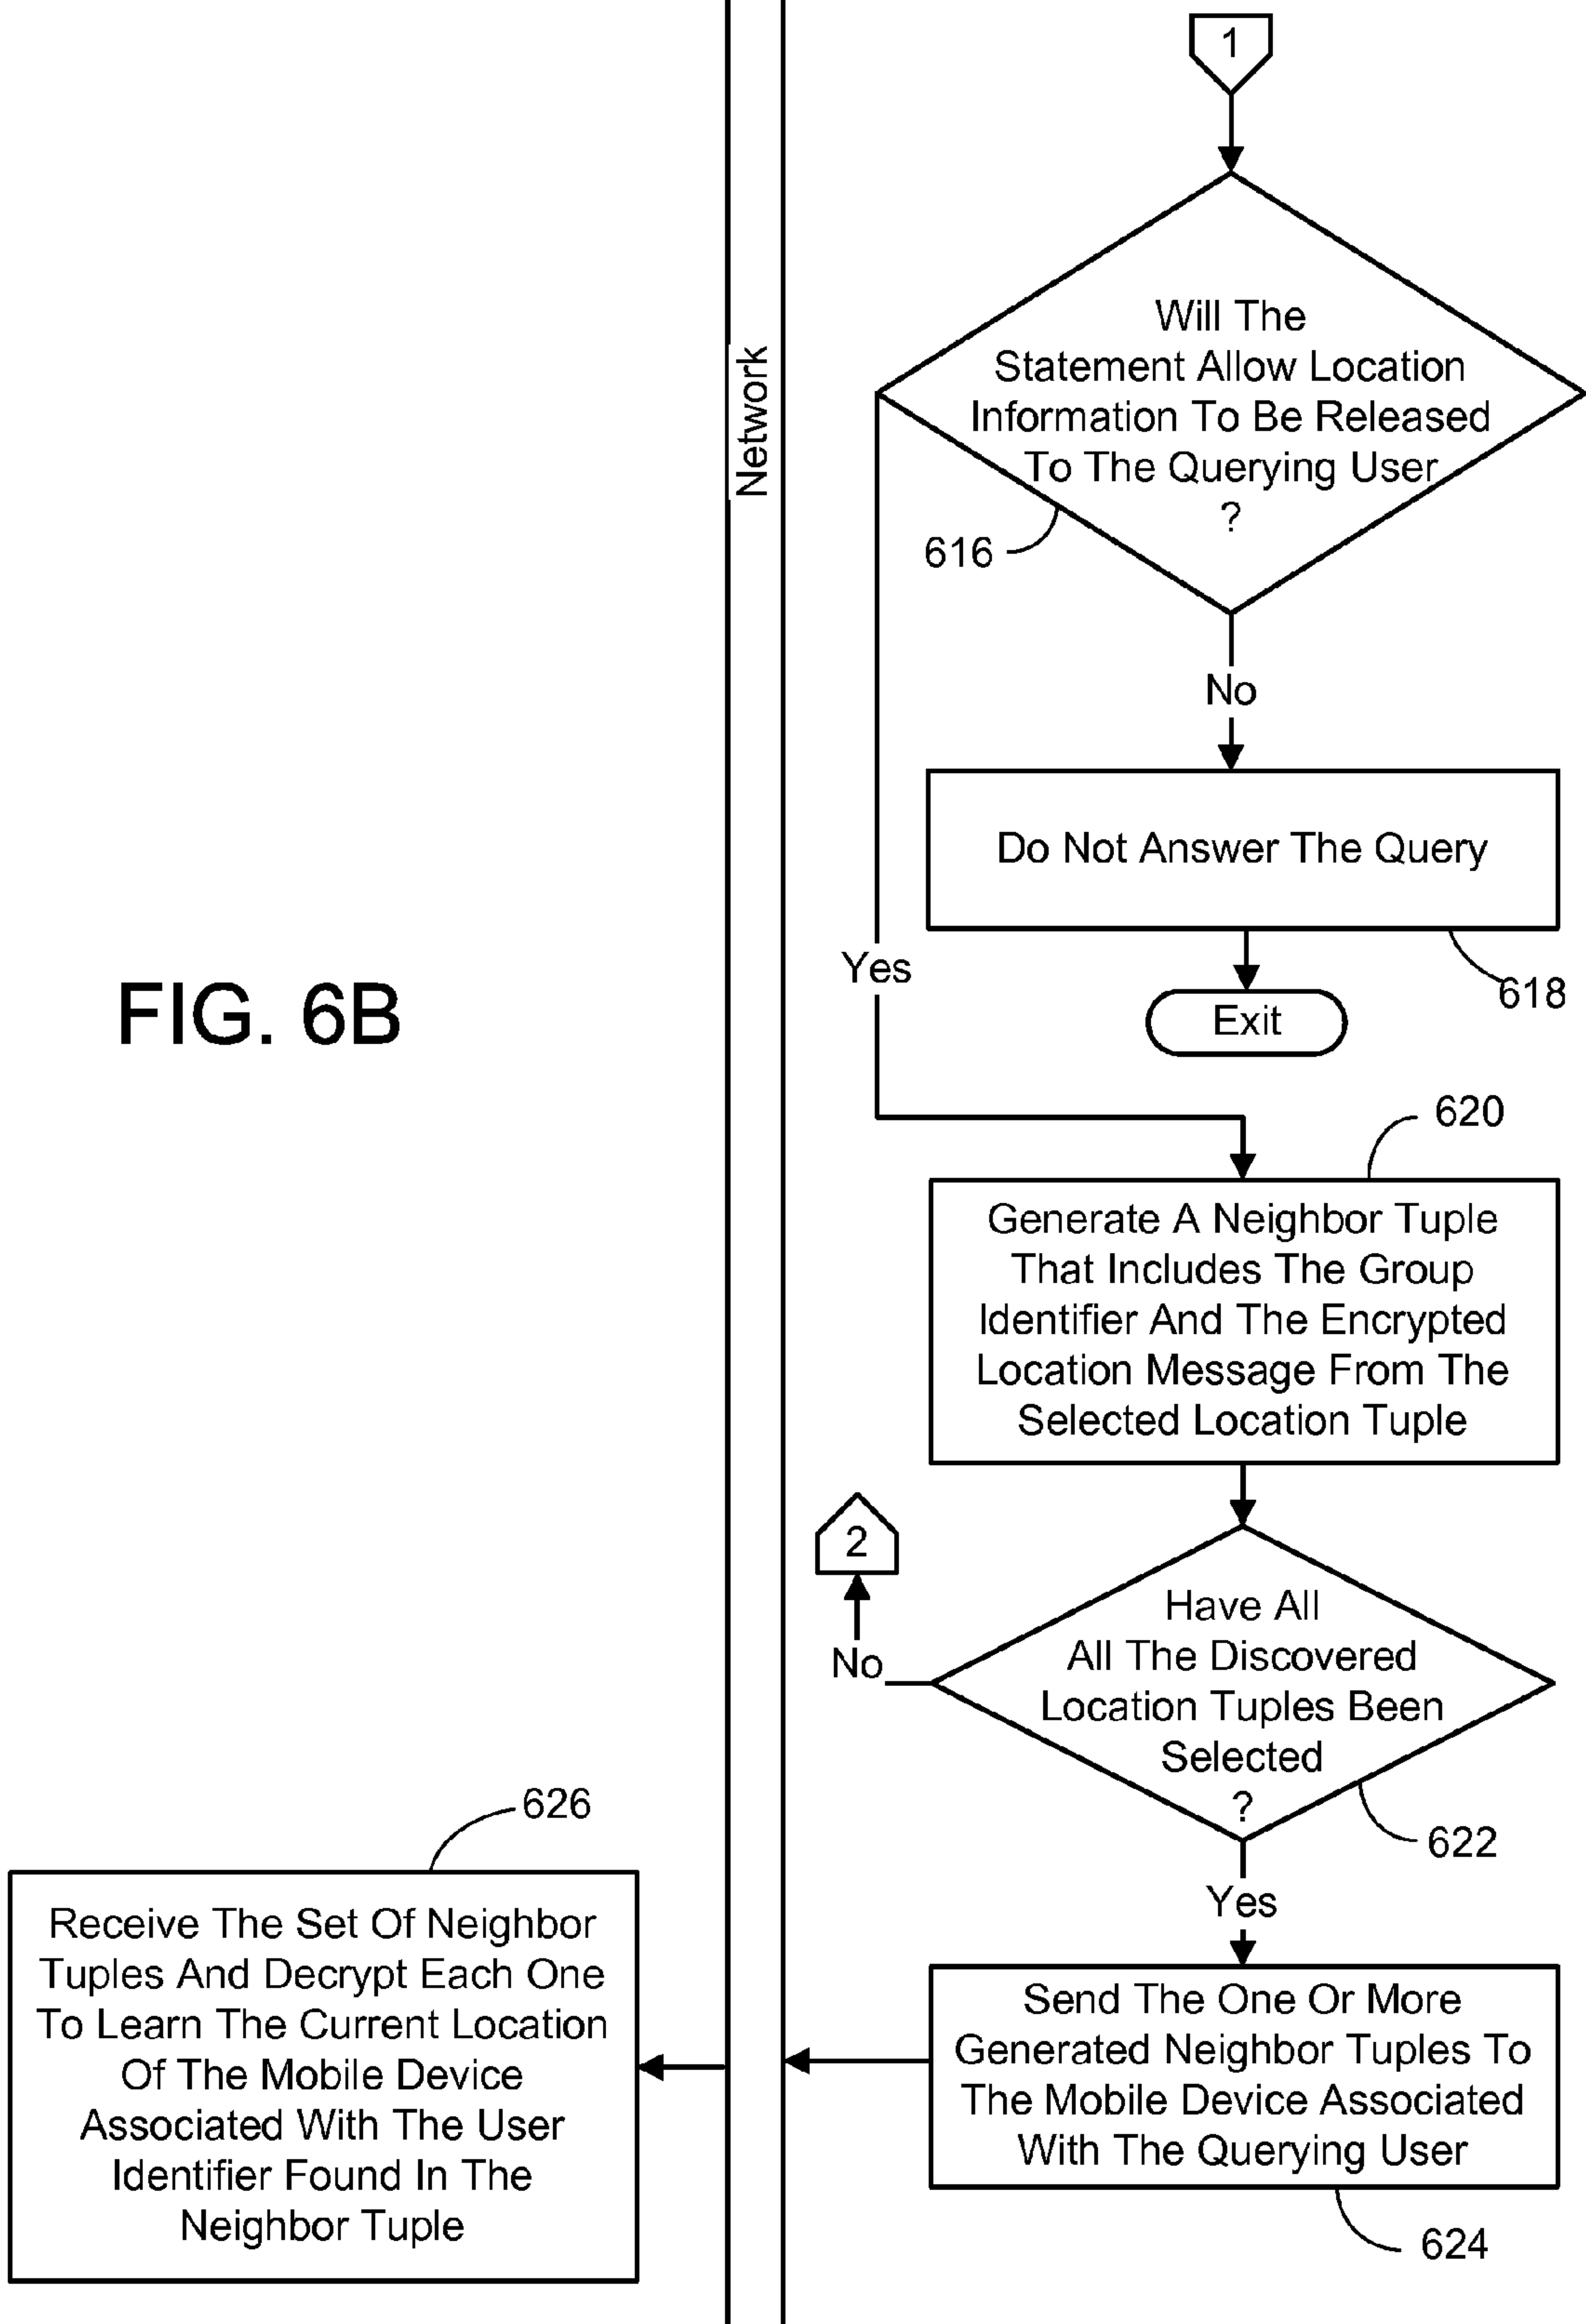 1
Network
Will The
Statement Allow Location
Information To Be Released
To The Querying User
?
616
No
Do Not Answer The Query
618
Exit
Yes
FIG. 6B
620
Generate A Neighbor Tuple
That Includes The Group
Identifier And The Encrypted
Location Message From The
Selected Location Tuple
2
No
Have All
All The Discovered
Location Tuples Been
Selected
?
622
Yes
Send The One Or More
Generated Neighbor Tuples To
The Mobile Device Associated
With The Querying User
624
626
Receive The Set Of Neighbor
Tuples And Decrypt Each One
To Learn The Current Location
Of The Mobile Device
Associated With The User
Identifier Found In The
Neighbor Tuple